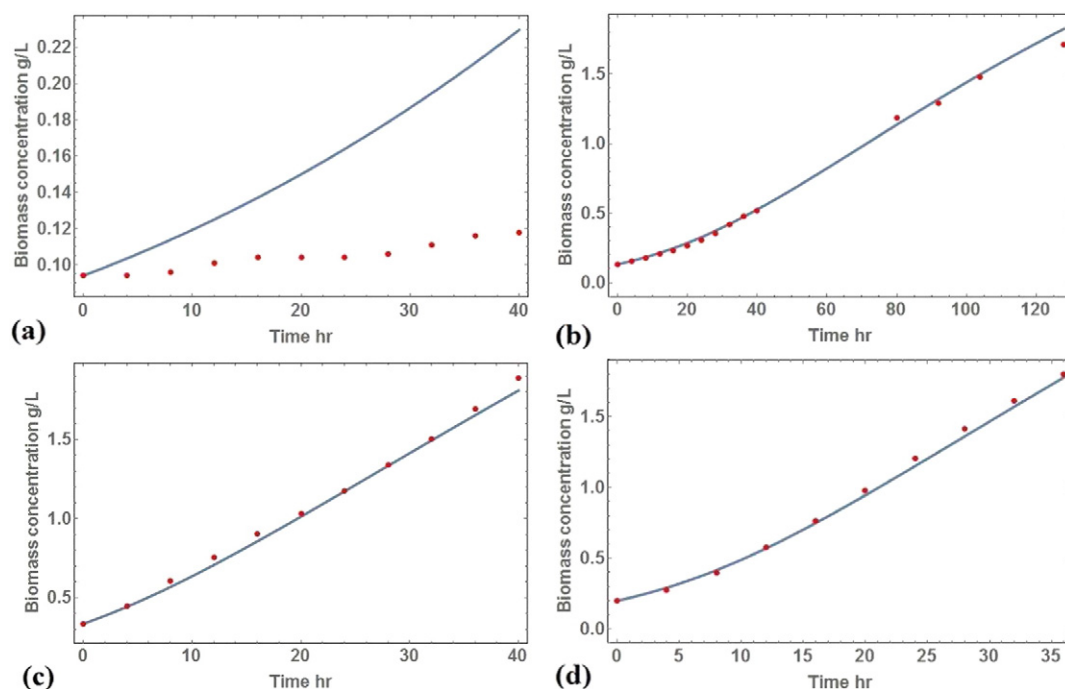 Biomass concentration g/L
0.22
0.20
0.18
0.16
0.14
0.12
0.10
0 10 20 30 40
Time hr
(a)
Biomass concentration g/L
1.5
1.0
0.5
0.0
0 20 40 60 80 100 120
Time hr
(b)
Biomass concentration g/L
1.5
1.0
0.5
0 10 20 30 40
Time hr
(c)
Biomass concentration g/L
1.5
1.0
0.5
0.0
0 5 10 15 20 25 30 35
Time hr
(d)